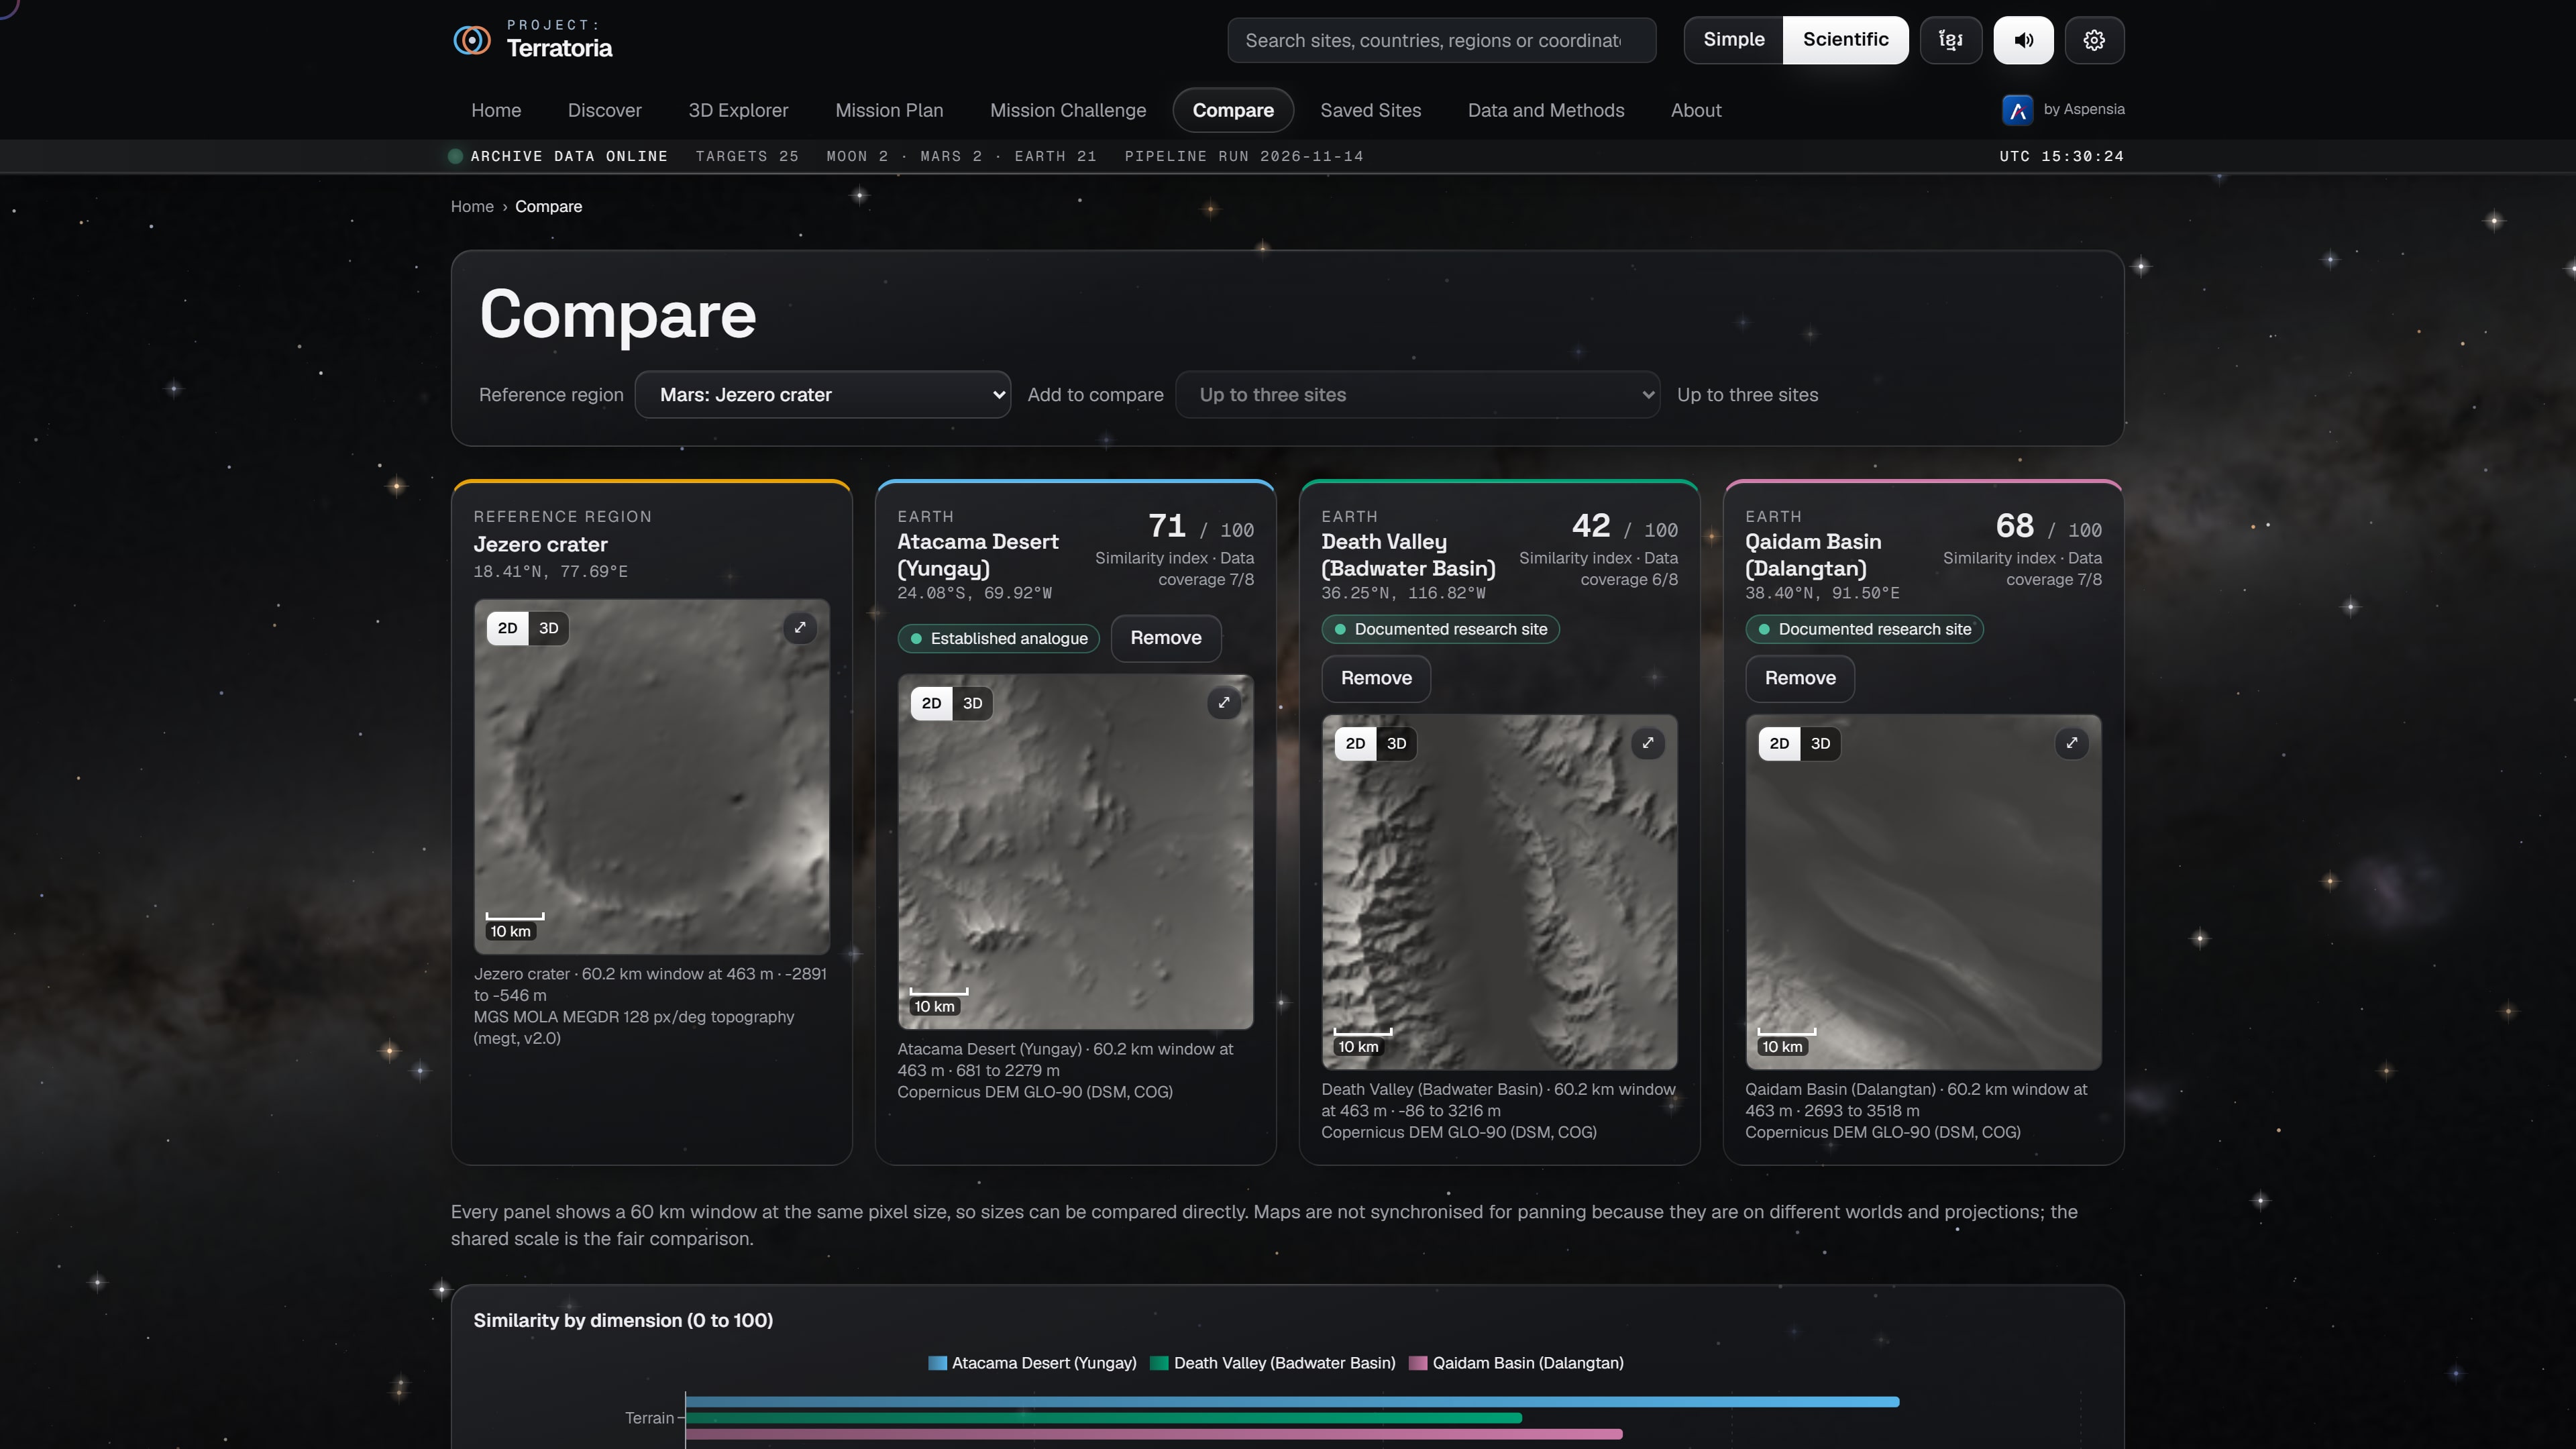 PROJECT:
Terratoria
Search sites, countries, regions or coordinat
Simple
Scientific
ខ្មែរ
Home
Discover
3D Explorer
Mission Plan
Mission Challenge
Compare
Saved Sites
Data and Methods
About
by Aspensia
ARCHIVE DATA ONLINE
TARGETS 25
MOON 2 · MARS 2 · EARTH 21
PIPELINE RUN 2026-11-14
UTC 15:30:24
Home › Compare
Compare
Reference region
Mars: Jezero crater
Add to compare
Up to three sites
Up to three sites
REFERENCE REGION
Jezero crater
18.41°N, 77.69°E
2D
3D
10 km
Jezero crater · 60.2 km window at 463 m · -2891
to -546 m
MGS MOLA MEGDR 128 px/deg topography
(megt, v2.0)
EARTH
Atacama Desert
(Yungay)
24.08°S, 69.92°W
71 / 100
Similarity index · Data
coverage 7/8
Established analogue
Remove
2D
3D
10 km
Atacama Desert (Yungay) · 60.2 km window at
463 m · 681 to 2279 m
Copernicus DEM GLO-90 (DSM, COG)
EARTH
Death Valley
(Badwater Basin)
36.25°N, 116.82°W
42 / 100
Similarity index · Data
coverage 6/8
Documented research site
Remove
2D
3D
10 km
Death Valley (Badwater Basin) · 60.2 km window
at 463 m · -86 to 3216 m
Copernicus DEM GLO-90 (DSM, COG)
EARTH
Qaidam Basin
(Dalangtan)
38.40°N, 91.50°E
68 / 100
Similarity index · Data
coverage 7/8
Documented research site
Remove
2D
3D
10 km
Qaidam Basin (Dalangtan) · 60.2 km window at
463 m · 2693 to 3518 m
Copernicus DEM GLO-90 (DSM, COG)
Every panel shows a 60 km window at the same pixel size, so sizes can be compared directly. Maps are not synchronised for panning because they are on different worlds and projections; the
shared scale is the fair comparison.
Similarity by dimension (0 to 100)
Atacama Desert (Yungay)
Death Valley (Badwater Basin)
Qaidam Basin (Dalangtan)
Terrain